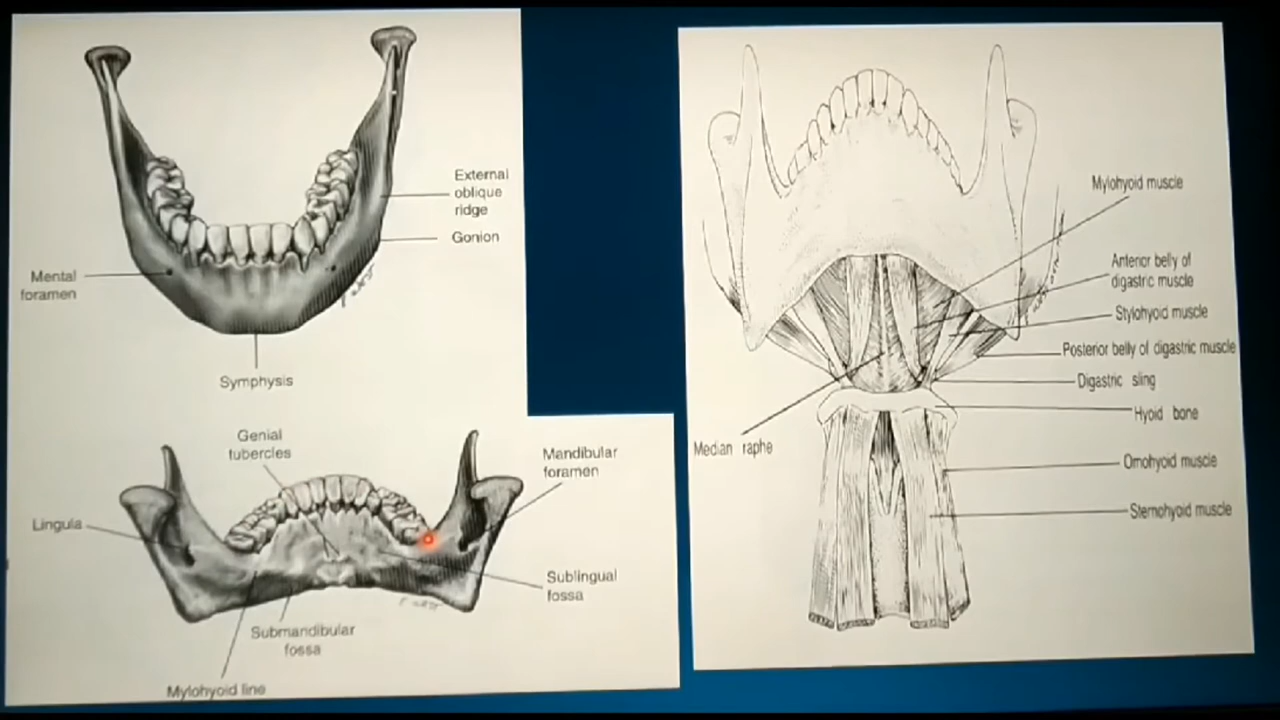 External
oblique
ridge
Gonion
Mental
foramen
Symphysis
Genial
tubercles
Mandibular
foramen
Lingula
Sublingual
fossa
Submandibular
fossa
Mylohyoid line
Mylohyoid muscle
Anterior belly of
digastric muscle
Stylohyoid muscle
Posterior belly of digastric muscle
Digastric sling
Hyoid bone
Median raphe
Omohyoid muscle
Sternohyoid muscle